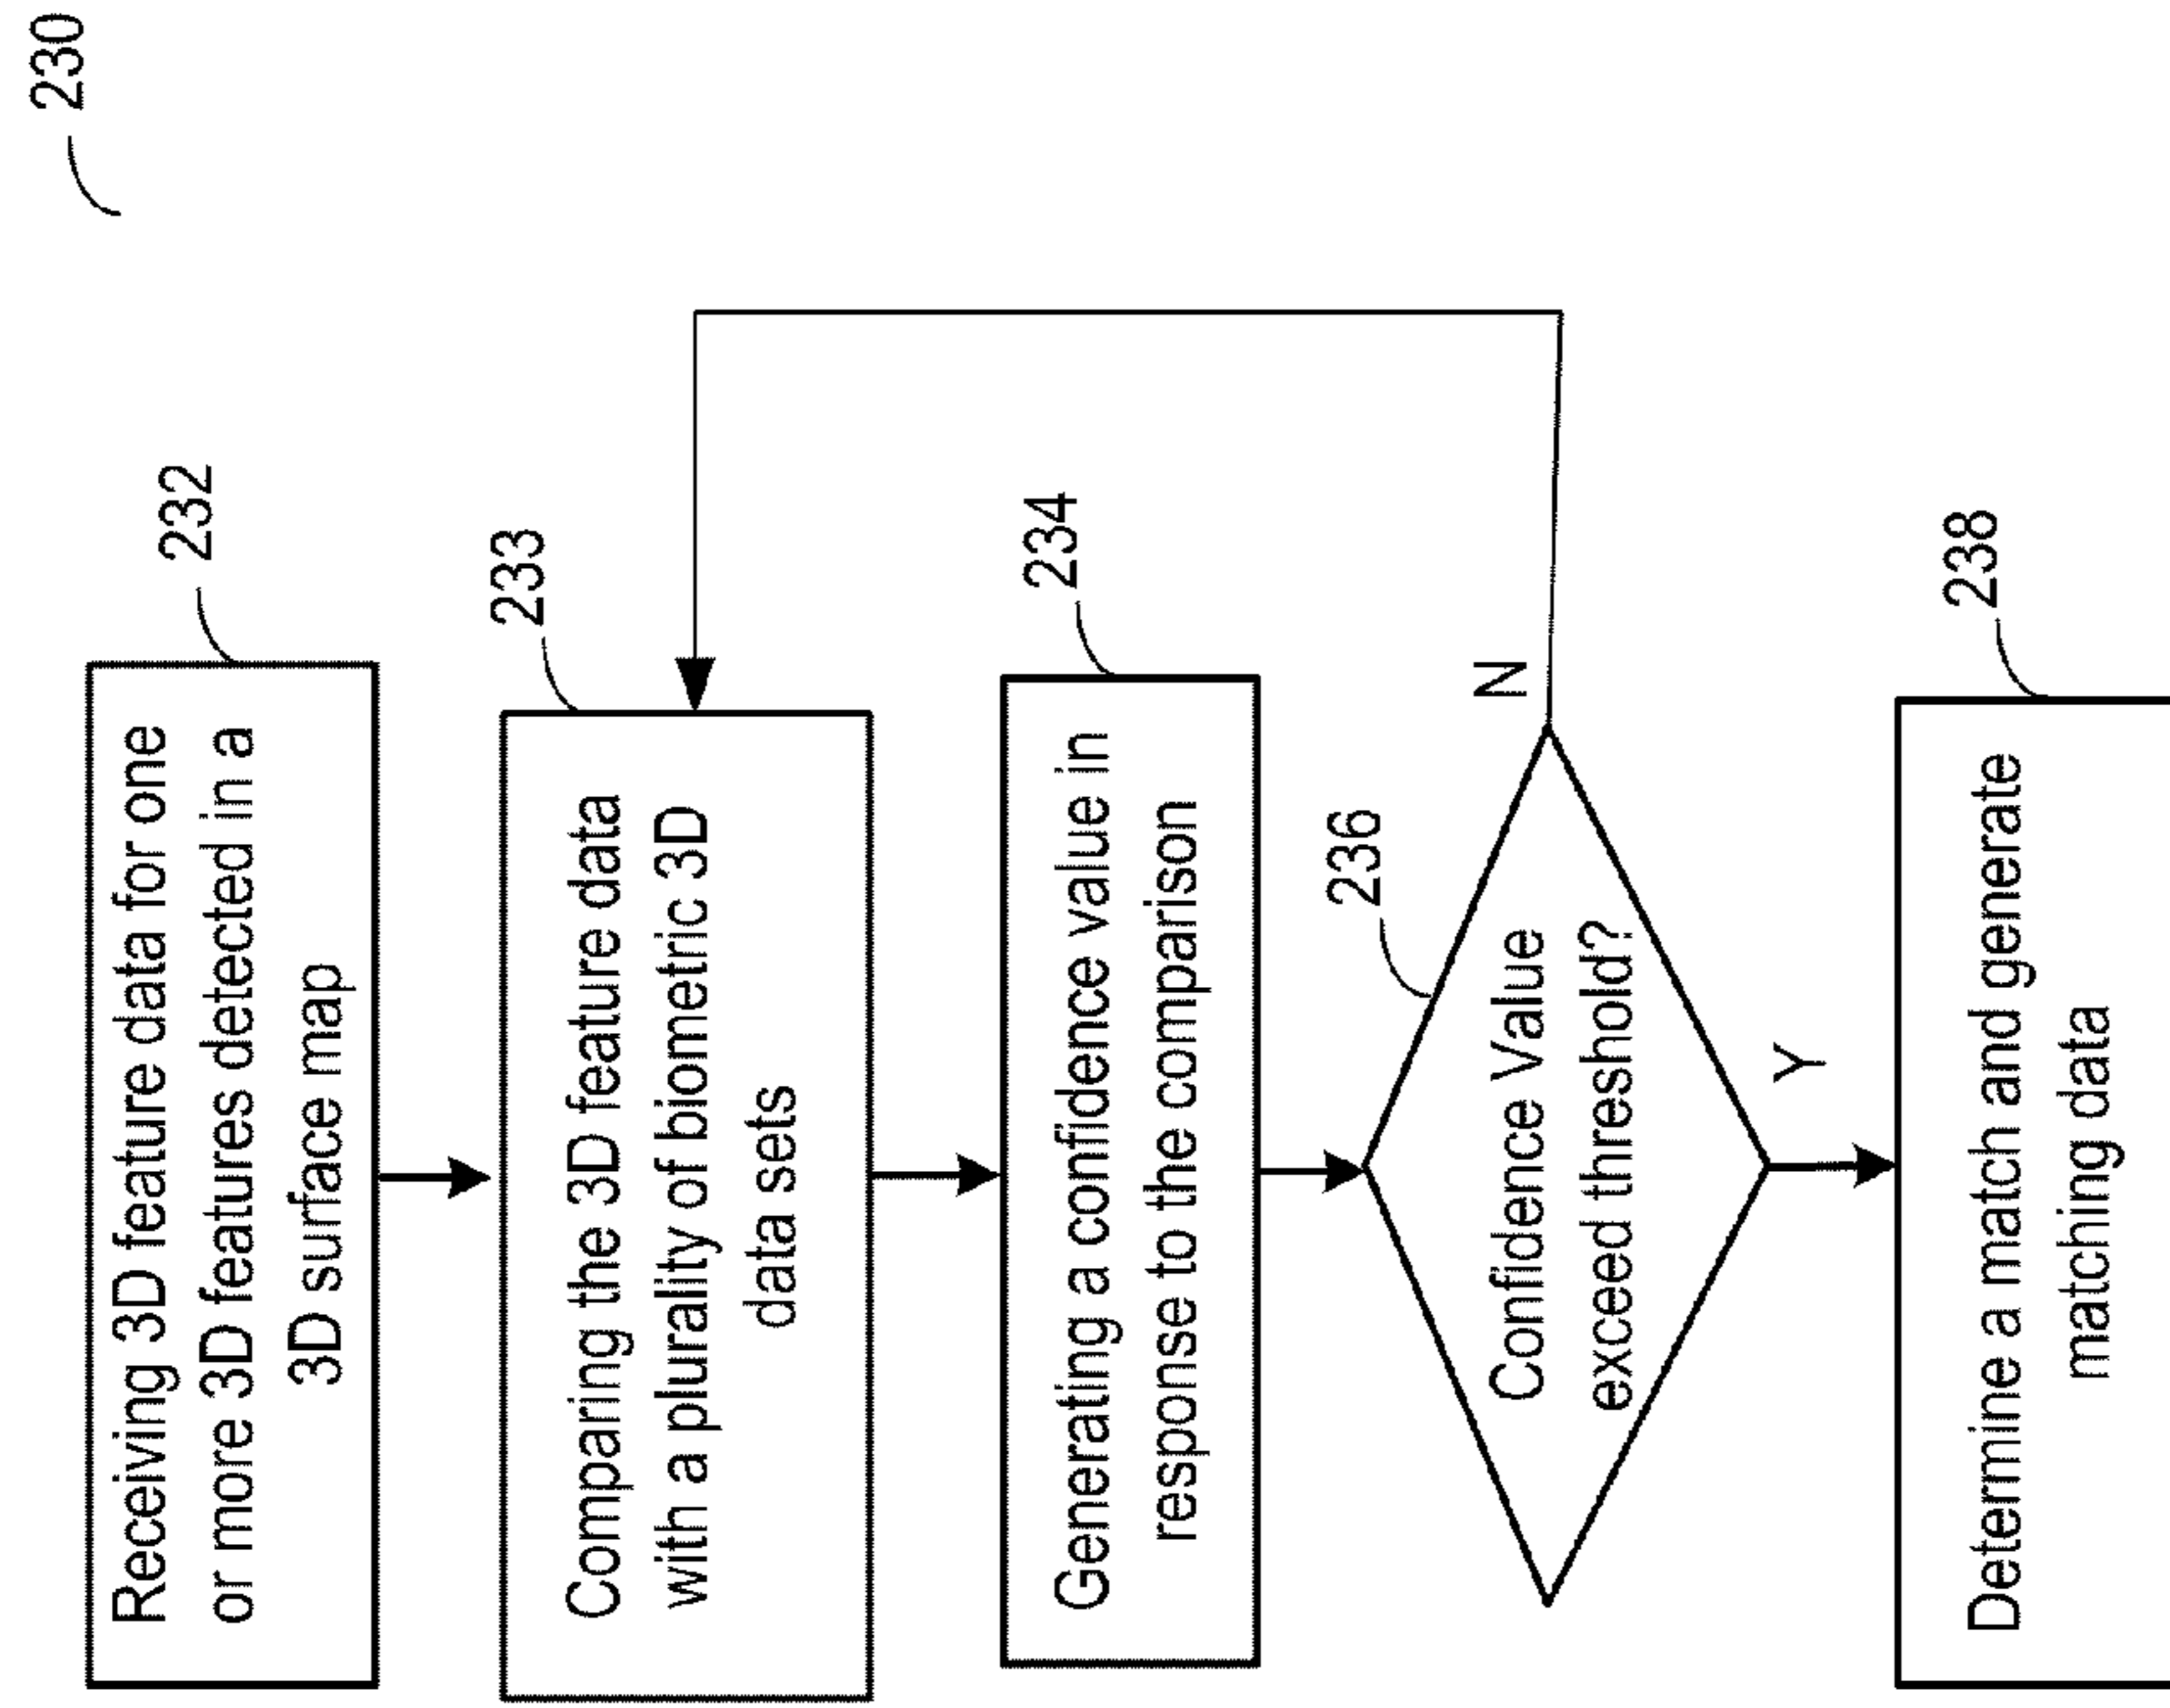 230
232
Receiving 3D feature data for one
or more 3D features detected in a
3D surface map
233
Comparing the 3D feature data
with a plurality of biometric 3D
data sets
234
Generating a confidence value in
response to the comparison
236
Confidence Value
exceed threshold?
N
Y
238
Determine a match and generate
matching data